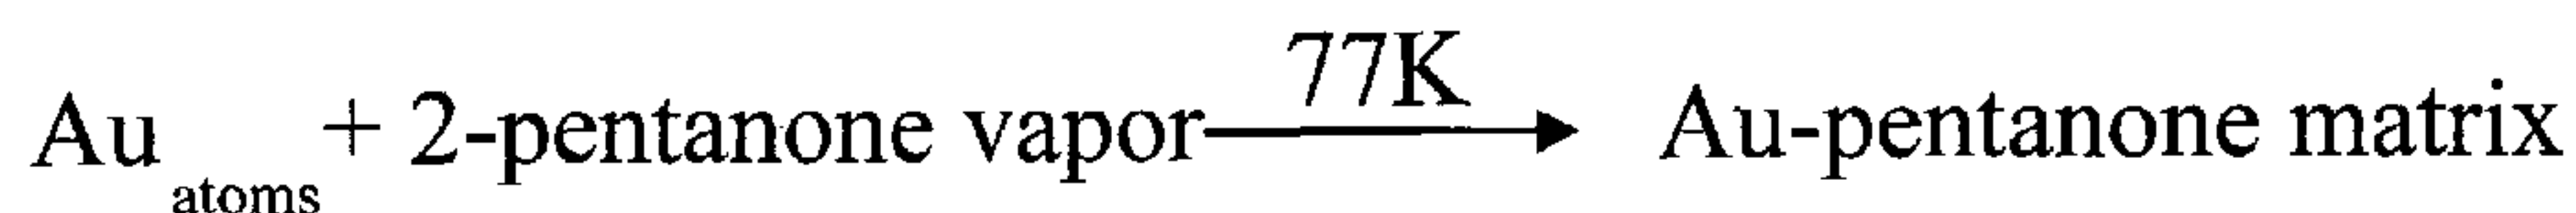 77K
Au atoms + 2-pentanone vapor → Au-pentanone matrix